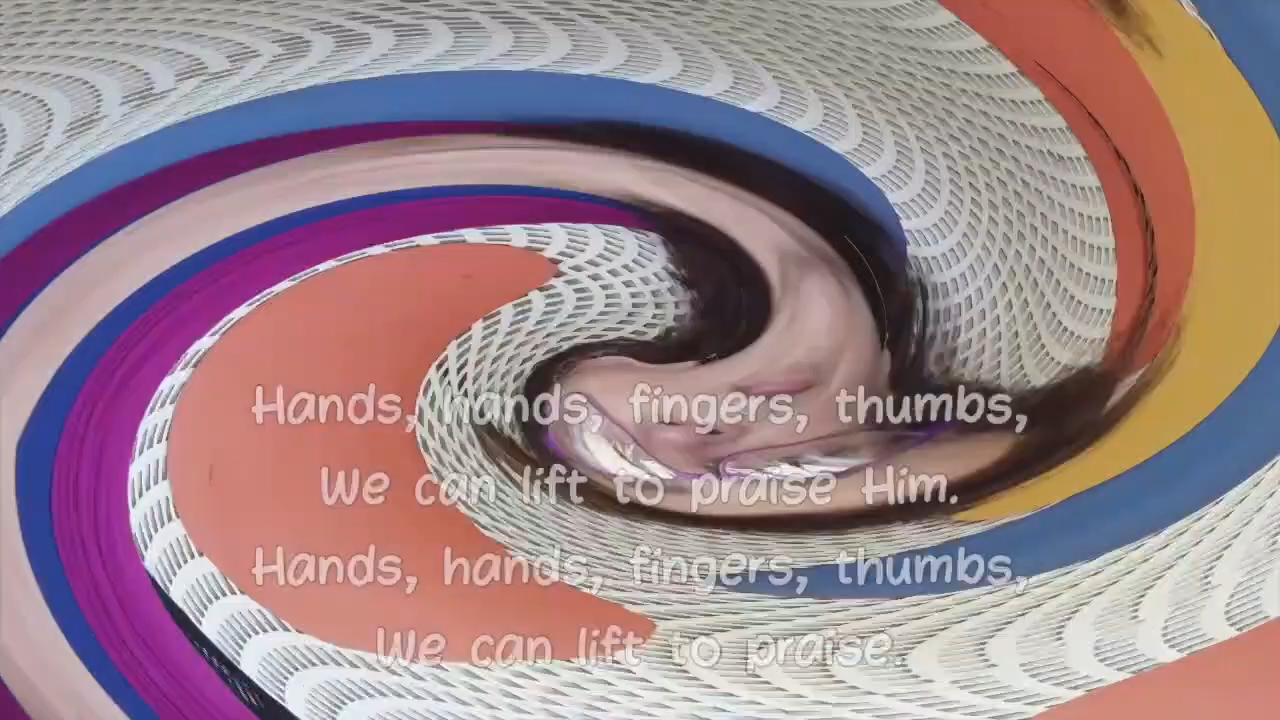 Hands, hands, fingers, thumbs,
We can lift to praise Him.
Hands, hands, fingers, thumbs,
We can lift to praise.